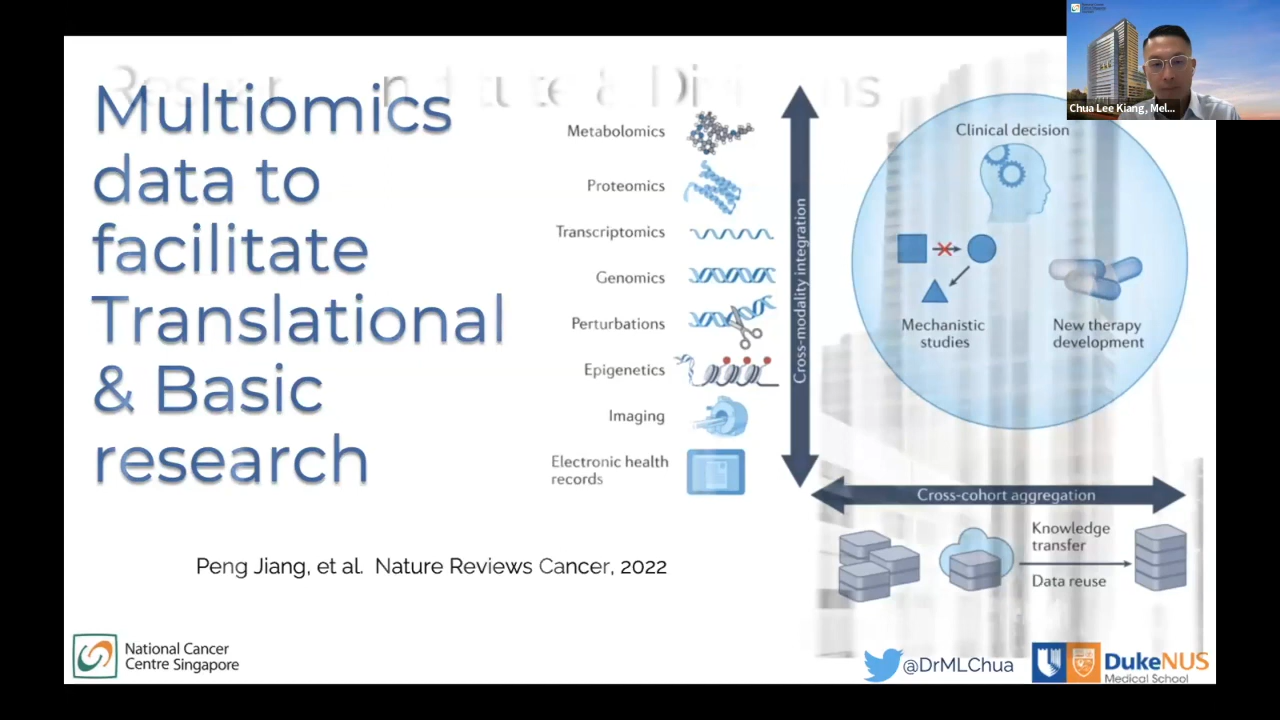 Multiomics
data to
facilitate
Translational
& Basic
research
Peng Jiang, et al. Nature Reviews Cancer, 2022
Metabolomics
Proteomics
Transcriptomics
Genomics
Perturbations
Epigenetics
Imaging
Electronic health
records
Cross-modality integration
Clinical decision
Mechanistic
studies
New therapy
development
Cross-cohort aggregation
Knowledge
transfer
Data reuse
Chua Lee Kiang, Mel...
National Cancer
Centre Singapore
@DrMLChua
DukeNUS
Medical School